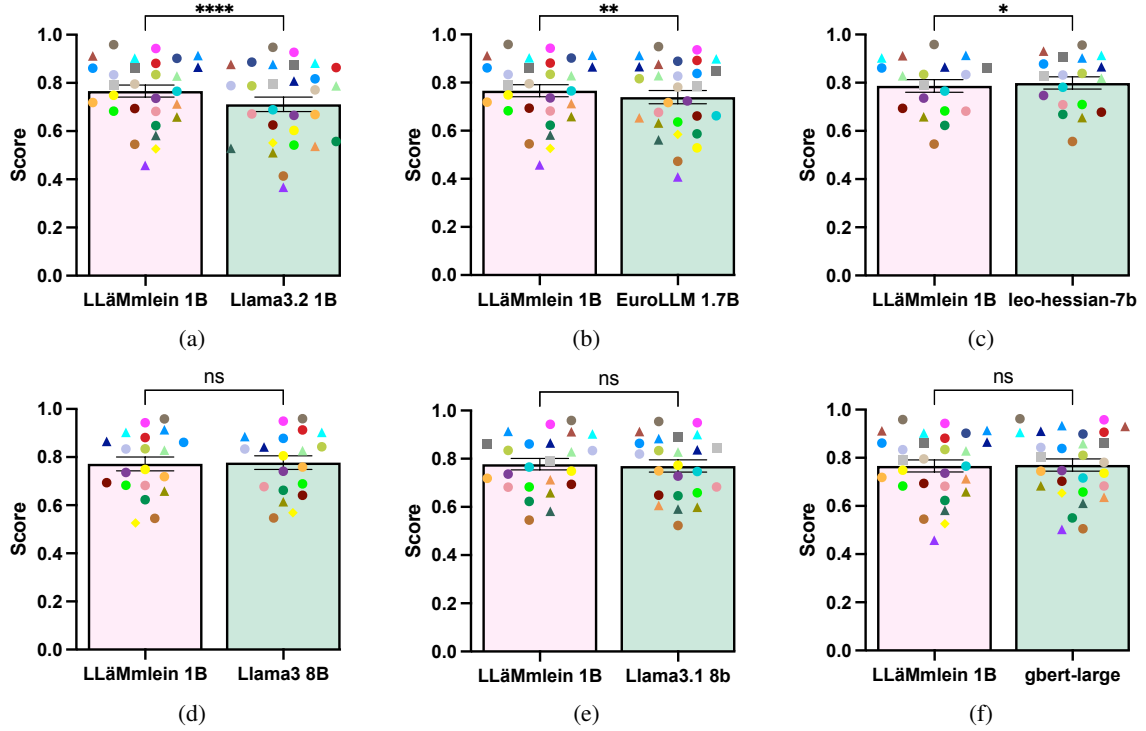 ****
1.0
0.8
0.6
0.4
0.2
0.0
Score
LLäMmlein 1B
Llama3.2 1B
(a)
**
1.0
0.8
0.6
0.4
0.2
0.0
Score
LLäMmlein 1B
EuroLLM 1.7B
(b)
*
1.0
0.8
0.6
0.4
0.2
0.0
Score
LLäMmlein 1B
leo-hessian-7b
(c)
ns
1.0
0.8
0.6
0.4
0.2
0.0
Score
LLäMmlein 1B
Llama3 8B
(d)
ns
1.0
0.8
0.6
0.4
0.2
0.0
Score
LLäMmlein 1B
Llama3.1 8b
(e)
ns
1.0
0.8
0.6
0.4
0.2
0.0
Score
LLäMmlein 1B
gbert-large
(f)